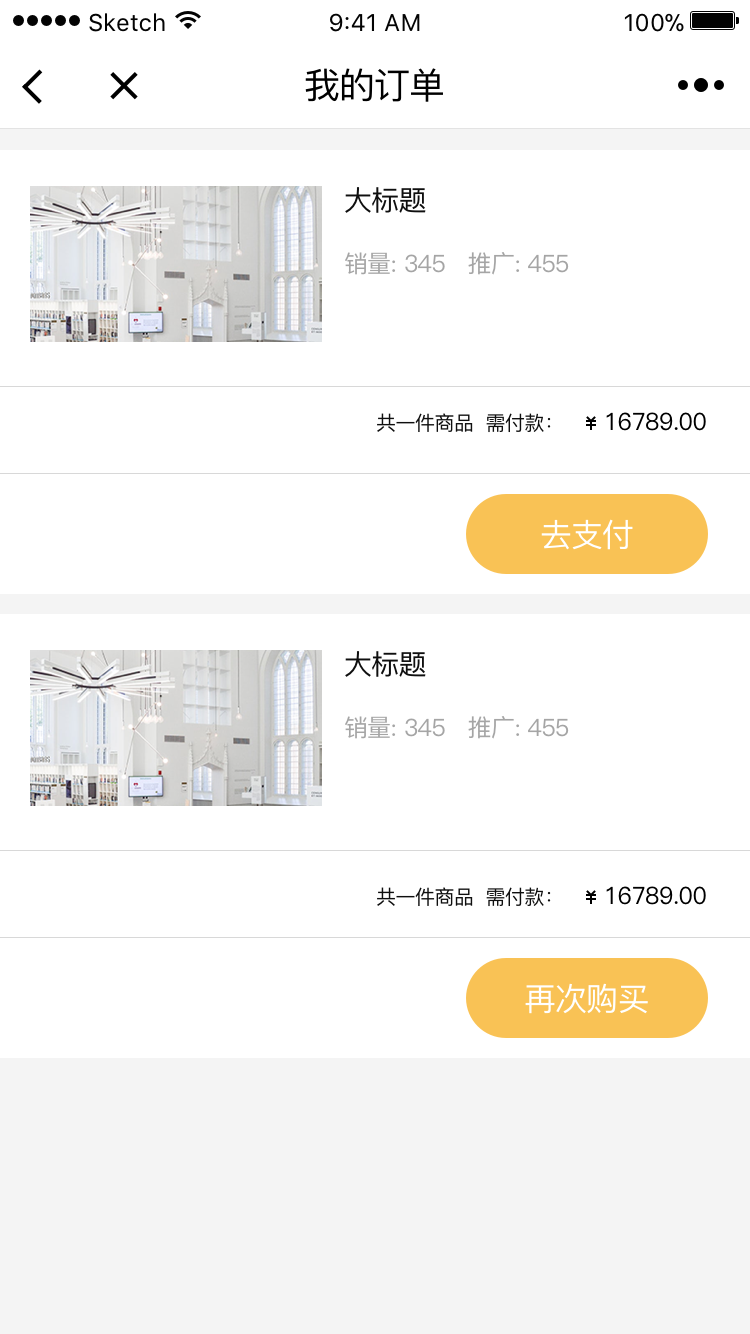 Sketch 9:41 AM 100%
我的订单
大标题
销量: 345 推广: 455
共一件商品 需付款: ¥ 16789.00
去支付
大标题
销量: 345 推广: 455
共一件商品 需付款: ¥ 16789.00
再次购买